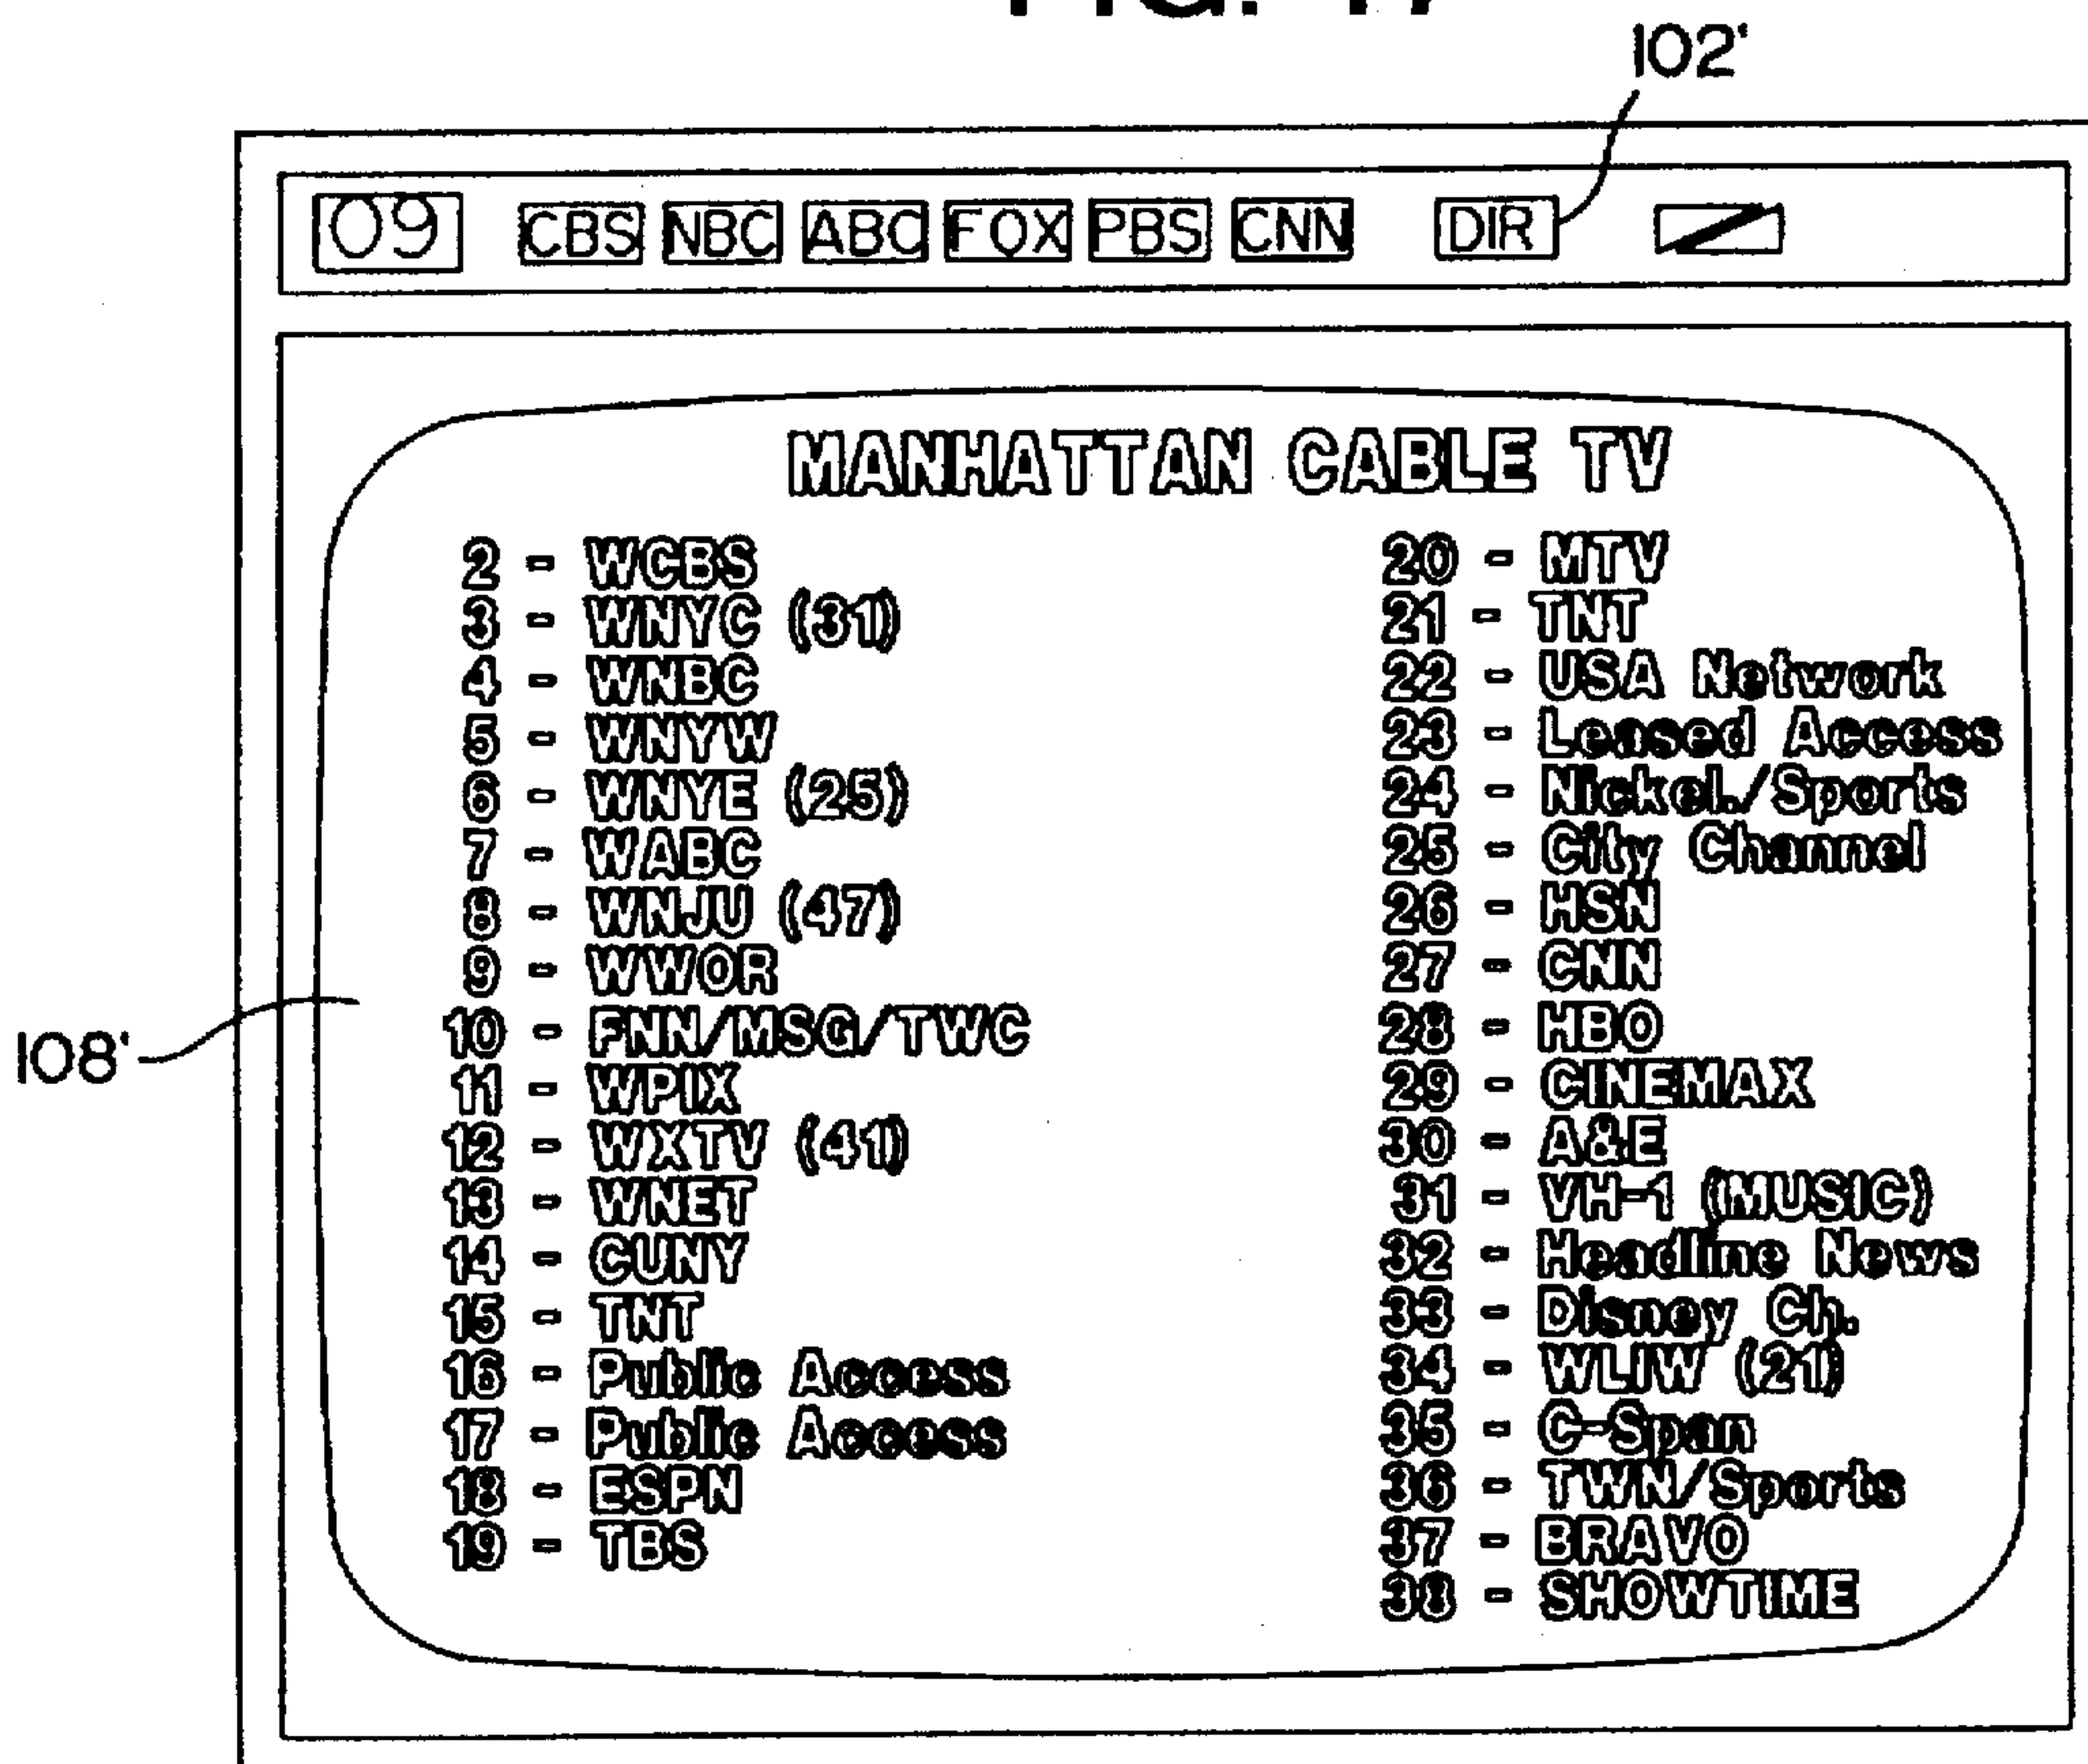 FIG. 17
102'
09 CBS NBC ABC FOX PBS CNN DIR
MANHATTAN CABLE TV
2 - WCBS
3 - WNYC (31)
4 - WNBC
5 - WNYW
6 - WNYE (25)
7 - WABC
8 - WNJU (47)
9 - WWOR
10 - FNN/MSG/TWC
11 - WPIX
12 - WXTV (41)
13 - WNET
14 - CUNY
15 - TNT
16 - Public Access
17 - Public Access
18 - ESPN
19 - TBS
20 - MTV
21 - TNT
22 - USA Network
23 - Leased Access
24 - Nickel./Sports
25 - City Channel
26 - HSN
27 - CNN
28 - HBO
29 - CINEMAX
30 - A&E
31 - VH-1 (MUSIC)
32 - Headline News
33 - Disney Ch.
34 - WLIW (21)
35 - C-Span
36 - TWN/Sports
37 - BRAVO
38 - SHOWTIME
108'